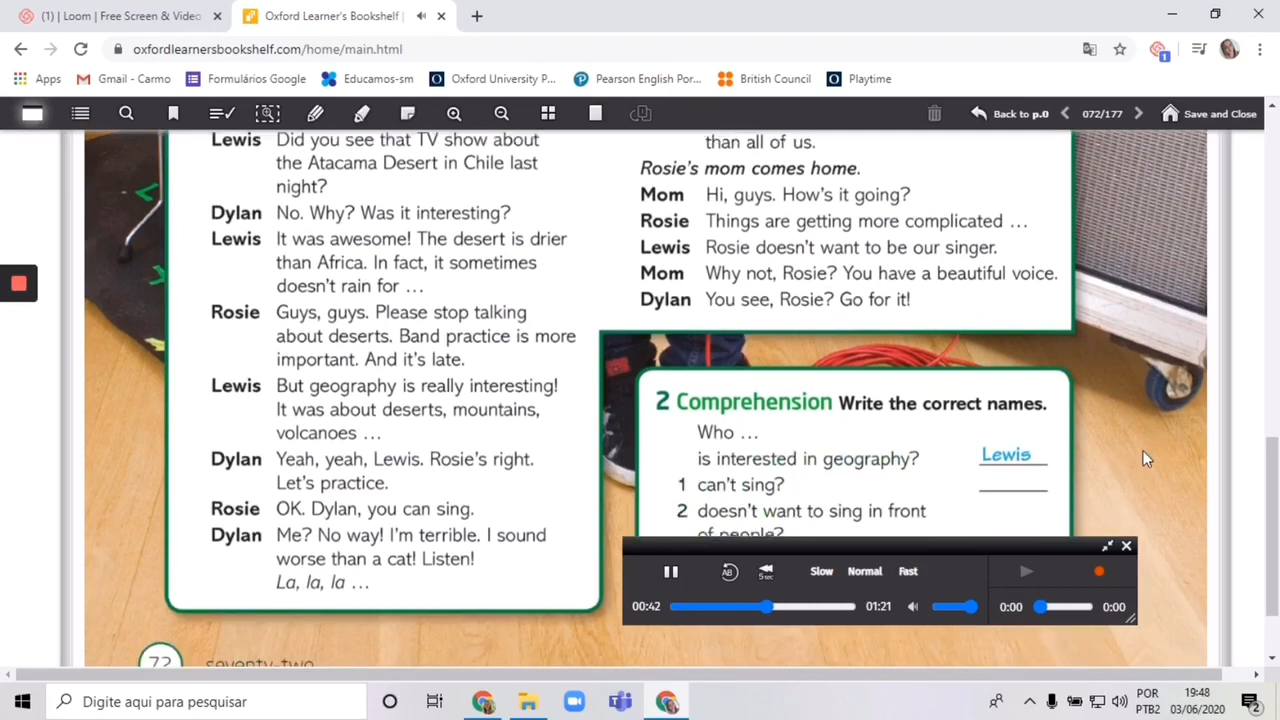 (1) | Loom | Free Screen & Video
Oxford Learner's Bookshelf |
oxfordlearnersbookshelf.com/home/main.html
Apps
Gmail - Carmo
Formulários Google
Educamos-sm
Oxford University P...
Pearson English Por...
British Council
Playtime
Back to p.0
072/177
Save and Close
Lewis Did you see that TV show about
the Atacama Desert in Chile last
night?
Dylan No. Why? Was it interesting?
Lewis It was awesome! The desert is drier
than Africa. In fact, it sometimes
doesn't rain for ...
Rosie Guys, guys. Please stop talking
about deserts. Band practice is more
important. And it's late.
Lewis But geography is really interesting!
It was about deserts, mountains,
volcanoes ...
Dylan Yeah, yeah, Lewis. Rosie's right.
Let's practice.
Rosie OK. Dylan, you can sing.
Dylan Me? No way! I'm terrible. I sound
worse than a cat! Listen!
La, la, la ...
72 seventy-two
than all of us.
Rosie's mom comes home.
Mom Hi, guys. How's it going?
Rosie Things are getting more complicated ...
Lewis Rosie doesn't want to be our singer.
Mom Why not, Rosie? You have a beautiful voice.
Dylan You see, Rosie? Go for it!
2 Comprehension Write the correct names.
Who ...
is interested in geography? Lewis
1 can't sing?
2 doesn't want to sing in front
of people?
AB
5 sec
Slow Normal Fast
00:42
01:21
0:00
0:00
Digite aqui para pesquisar
POR
PTB2
19:48
03/06/2020
2